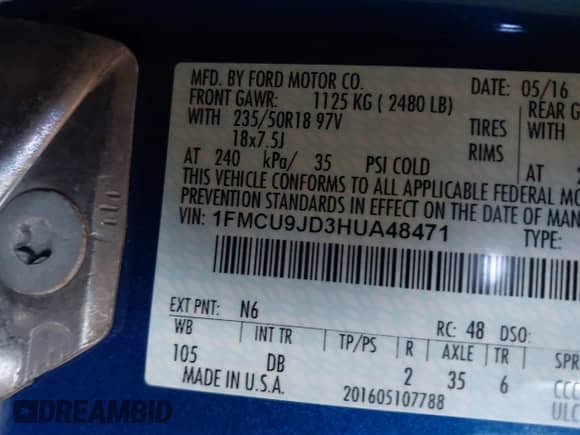 MFD. BY FORD MOTOR CO. DATE: 05/16
FRONT GAWR: 1125 KG ( 2480 LB) REAR G
WITH 235/50R18 97V TIRES WITH
18x7.5J RIMS
AT 240 kPa/ 35 PSI COLD AT
THIS VEHICLE CONFORMS TO ALL APPLICABLE FEDERAL MO
PREVENTION STANDARDS IN EFFECT ON THE DATE OF MAN
VIN: 1FMCU9JD3HUA48471 TYPE:
EXT PNT: N6 RC: 48 DSO:
WB INT TR TP/PS R AXLE TR SPR
105 DB 2 35 6 CCC
MADE IN U.S.A. 201605107788 ULC
DREAMBID